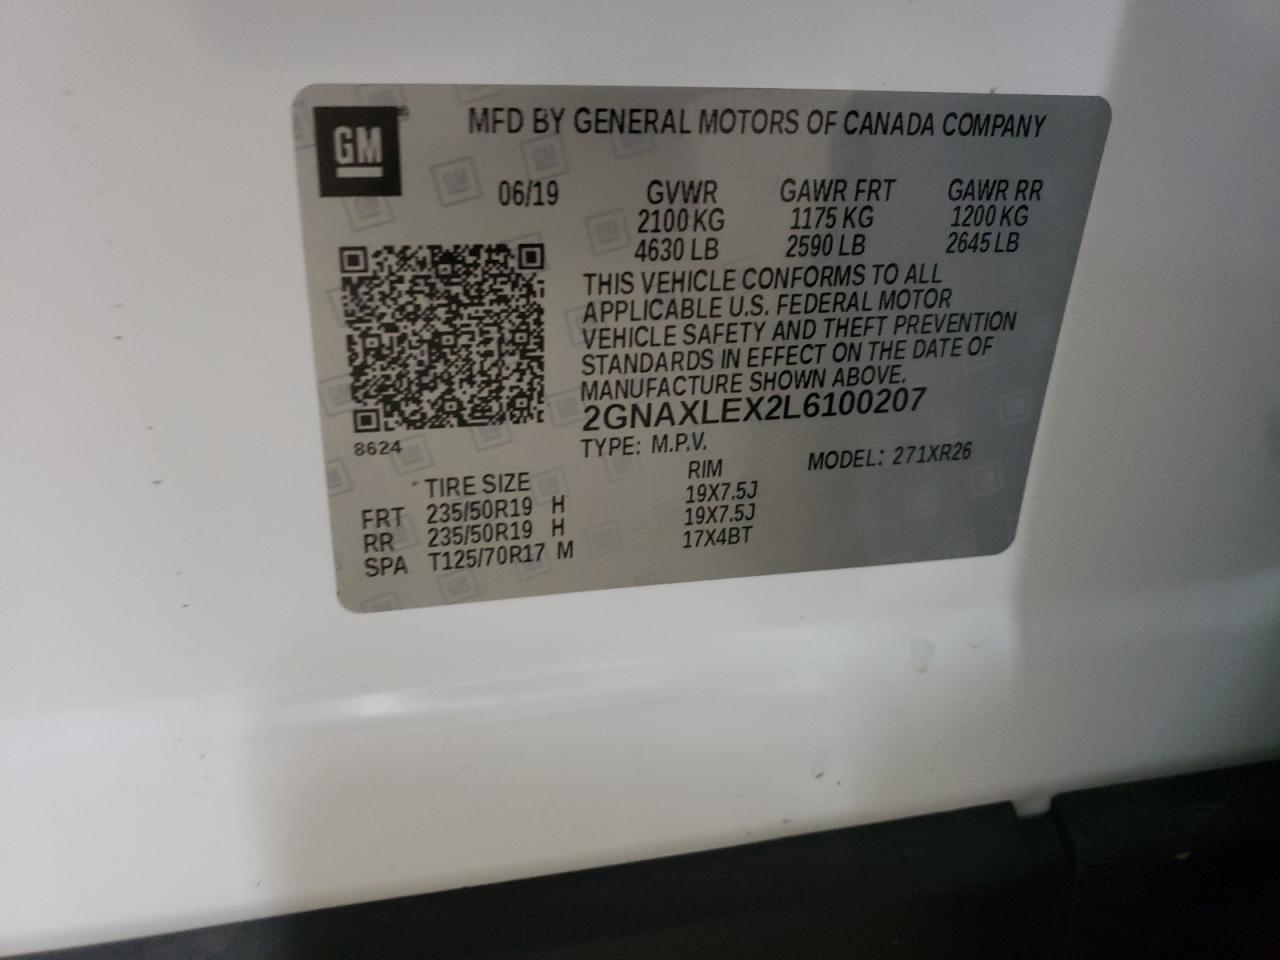 GM
MFD BY GENERAL MOTORS OF CANADA COMPANY
06/19 GVWR GAWR FRT GAWR RR
2100 KG 1175 KG 1200 KG
4630 LB 2590 LB 2645 LB
THIS VEHICLE CONFORMS TO ALL
APPLICABLE U.S. FEDERAL MOTOR
VEHICLE SAFETY AND THEFT PREVENTION
STANDARDS IN EFFECT ON THE DATE OF
MANUFACTURE SHOWN ABOVE.
2GNAXLEX2L6100207
8624
TYPE: M.P.V. MODEL: 271XR26
TIRE SIZE RIM
FRT 235/50R19 H 19X7.5J
RR 235/50R19 H 19X7.5J
SPA T125/70R17 M 17X4BT